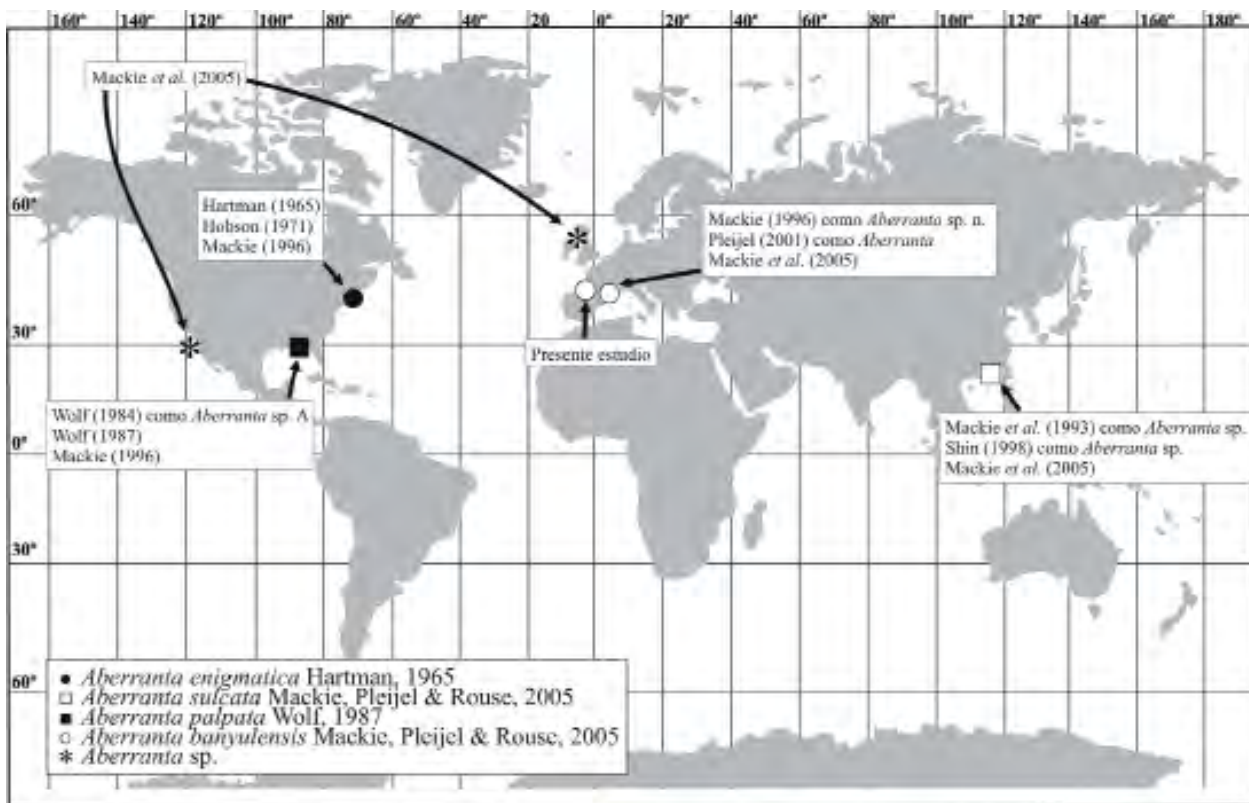 160° 140° 120° 100° 80° 60° 40° 20 0° 20 40° 60° 80° 100° 120° 140° 160° 180°
Mackie et al. (2005)
60°
Hartman (1965)
Hobson (1971)
Mackie (1996)
Mackie (1996) como Aberranta sp. n.
Pleijel (2001) como Aberranta
Mackie et al. (2005)
30°
Presente estudio
Wolf (1984) como Aberranta sp. A
Wolf (1987)
Mackie (1996)
Mackie et al. (1993) como Aberranta sp.
Shin (1998) como Aberranta sp.
Mackie et al. (2005)
0°
30°
60°
● Aberranta enigmatica Hartman, 1965
□ Aberranta sulcata Mackie, Pleijel & Rouse, 2005
■ Aberranta palpata Wolf, 1987
○ Aberranta banyulensis Mackie, Pleijel & Rouse, 2005
* Aberranta sp.